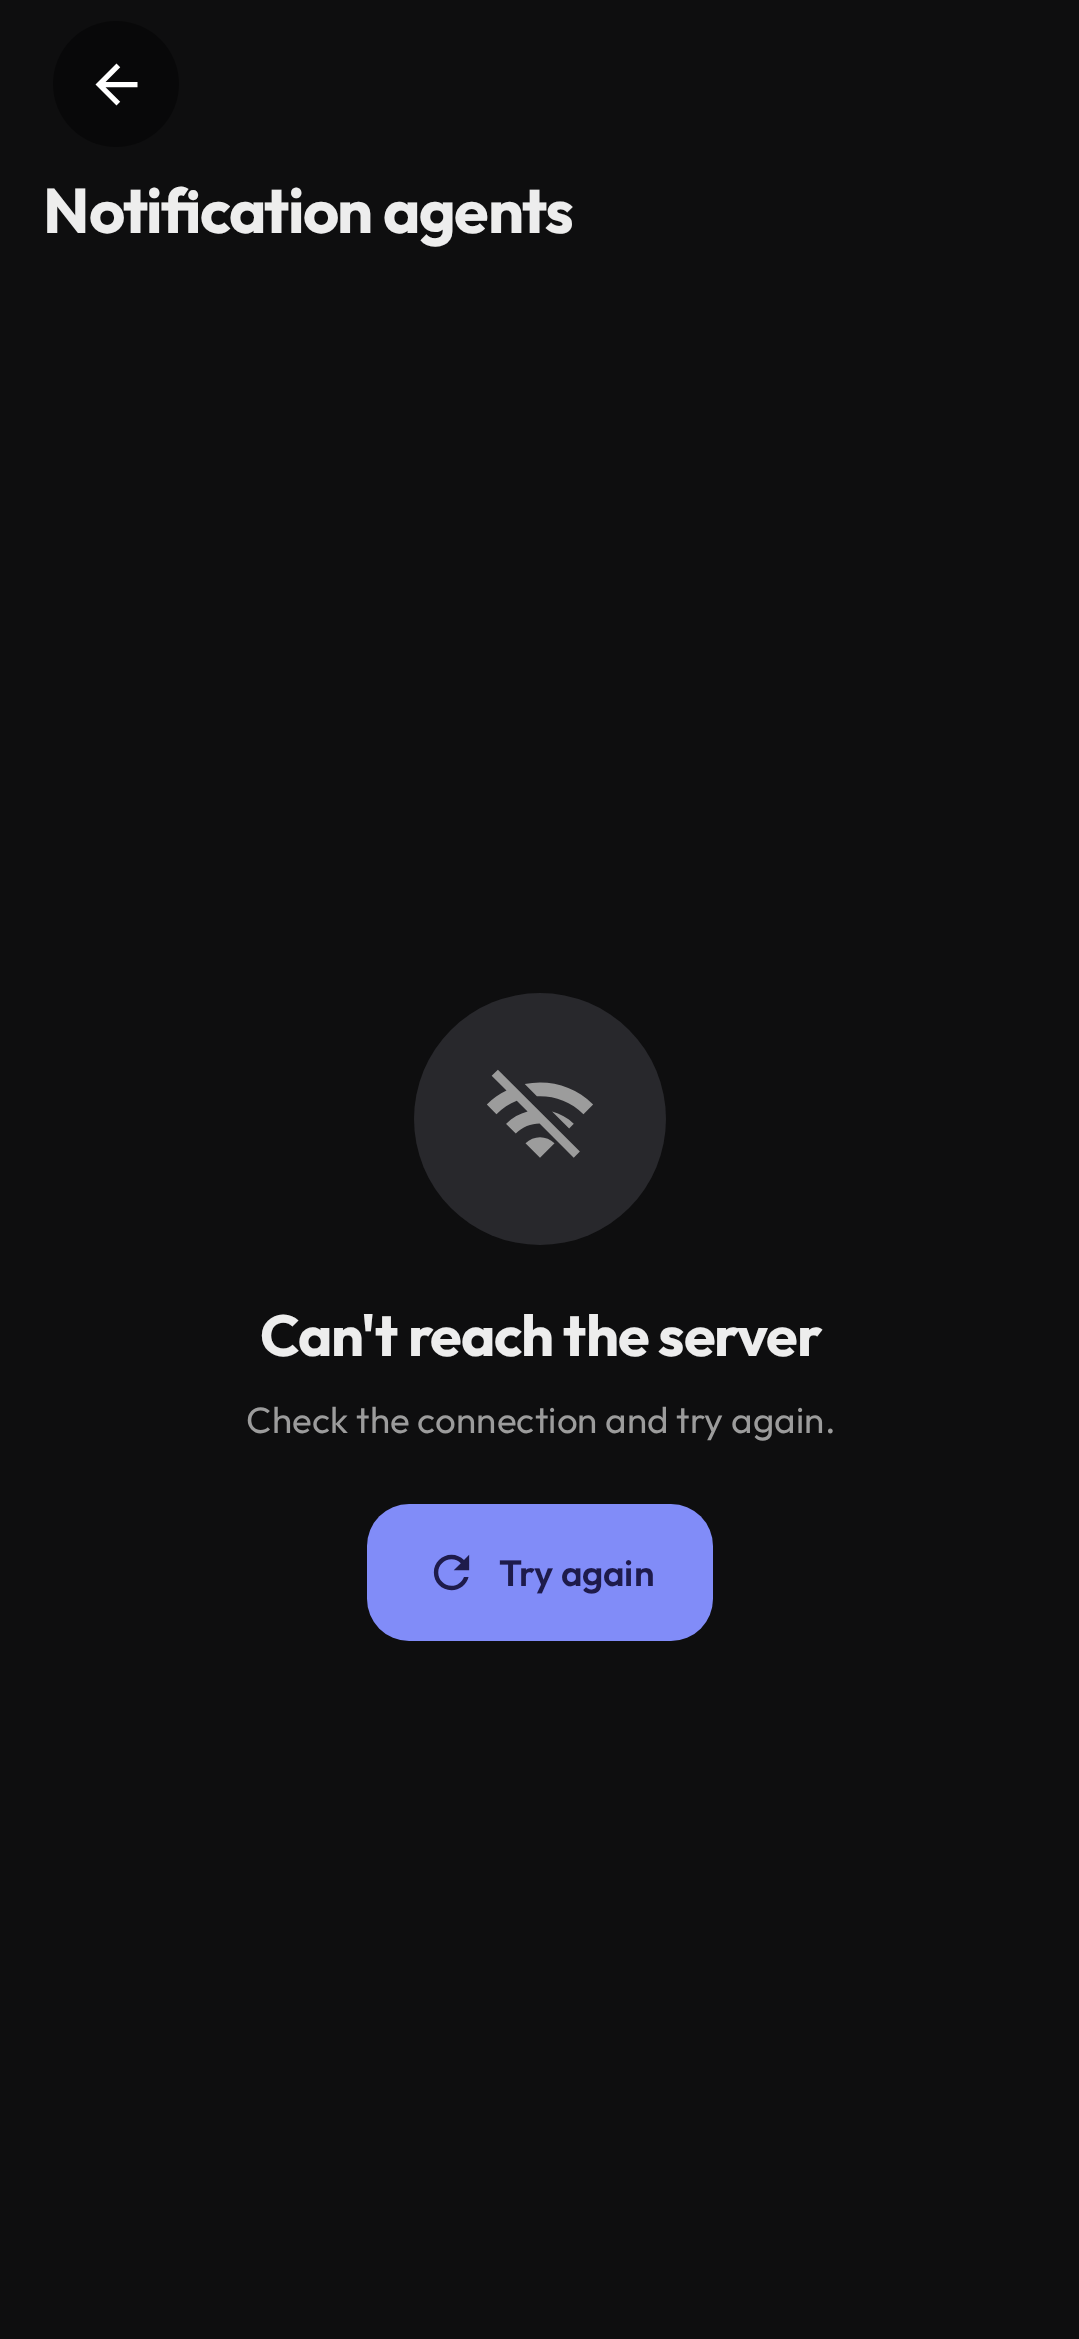 Notification agents
Can't reach the server
Check the connection and try again.
Try again